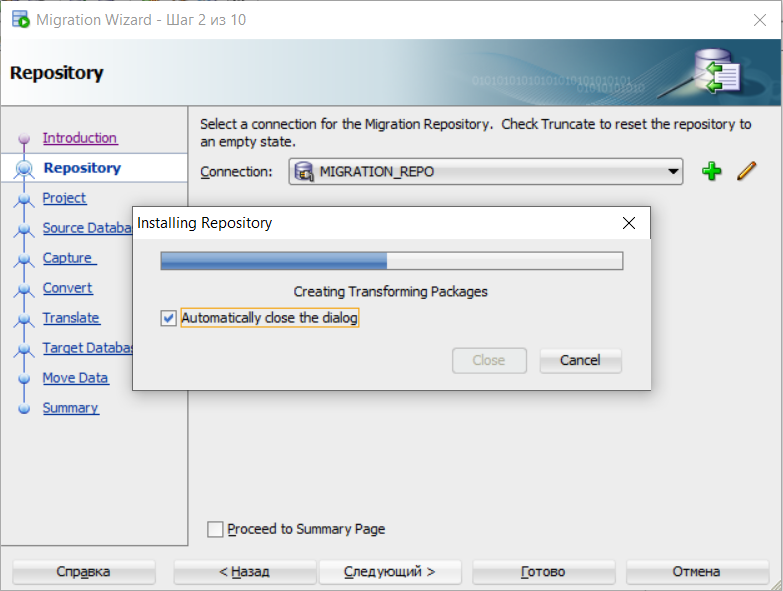 Migration Wizard - Шаг 2 из 10
Repository
0101010101010101010101010101
01010101010
Introduction
Repository
Project
Source Databa
Capture
Convert
Translate
Target Databas
Move Data
Summary
Select a connection for the Migration Repository. Check Truncate to reset the repository to
an empty state.
Connection: MIGRATION_REPO
Installing Repository
Creating Transforming Packages
Automatically close the dialog
Close Cancel
Proceed to Summary Page
Справка < Назад Следующий > Готово Отмена